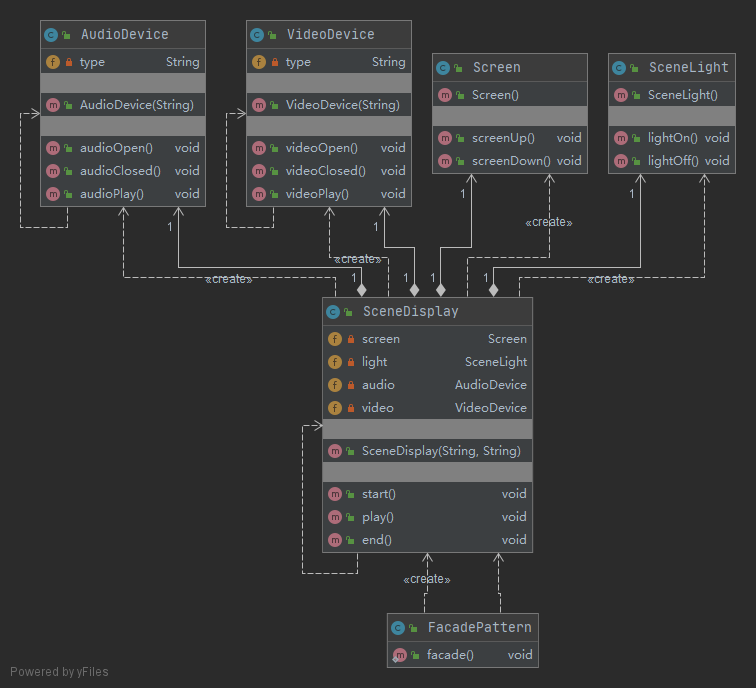 AudioDevice
type String
AudioDevice(String)
audioOpen() void
audioClosed() void
audioPlay() void
VideoDevice
type String
VideoDevice(String)
videoOpen() void
videoClosed() void
videoPlay() void
Screen
Screen()
screenUp() void
screenDown() void
SceneLight
SceneLight()
lightOn() void
lightOff() void
1
1
1
1
«create»
«create»
«create»
«create»
1
1
1
1
SceneDisplay
screen Screen
light SceneLight
audio AudioDevice
video VideoDevice
SceneDisplay(String, String)
start() void
play() void
end() void
«create»
FacadePattern
facade() void
Powered by yFiles